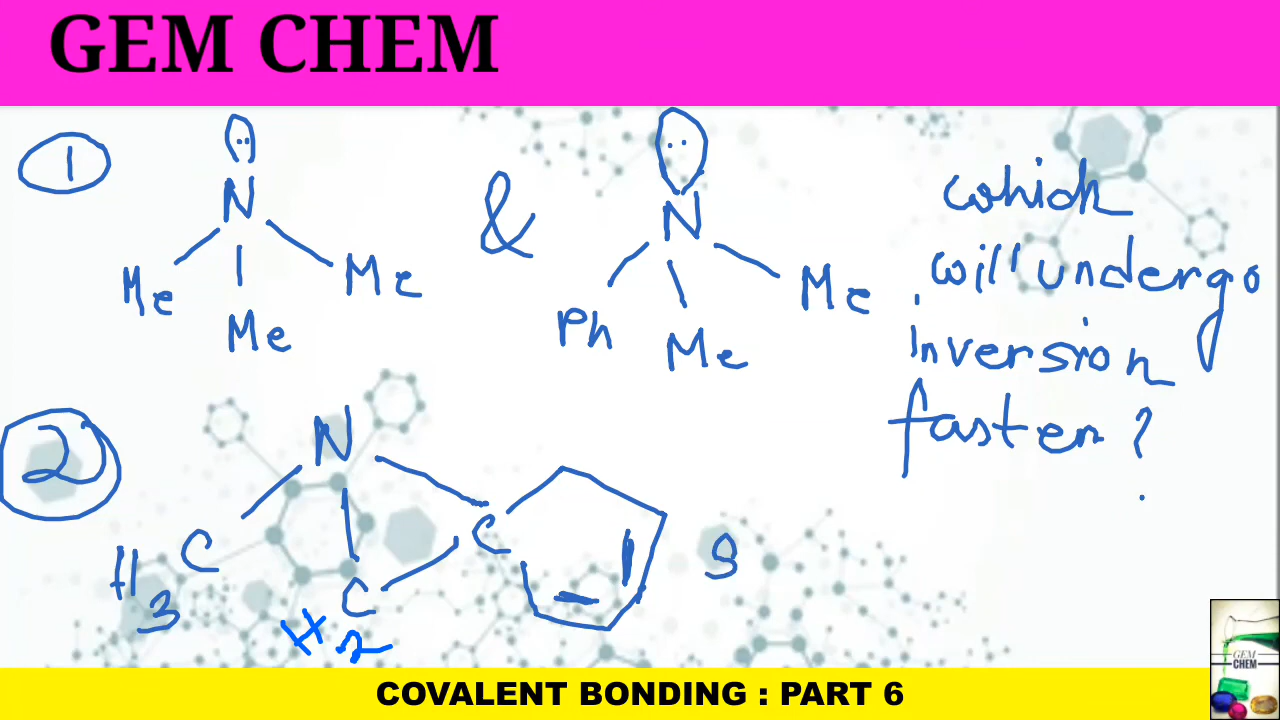 GEM CHEM
1
N
Me
Me
Me
&
N
Ph
Me
Me
which
will undergo
inversion
faster?
2
N
H3C
C
H2
C
S
GEM
CHEM
COVALENT BONDING : PART 6